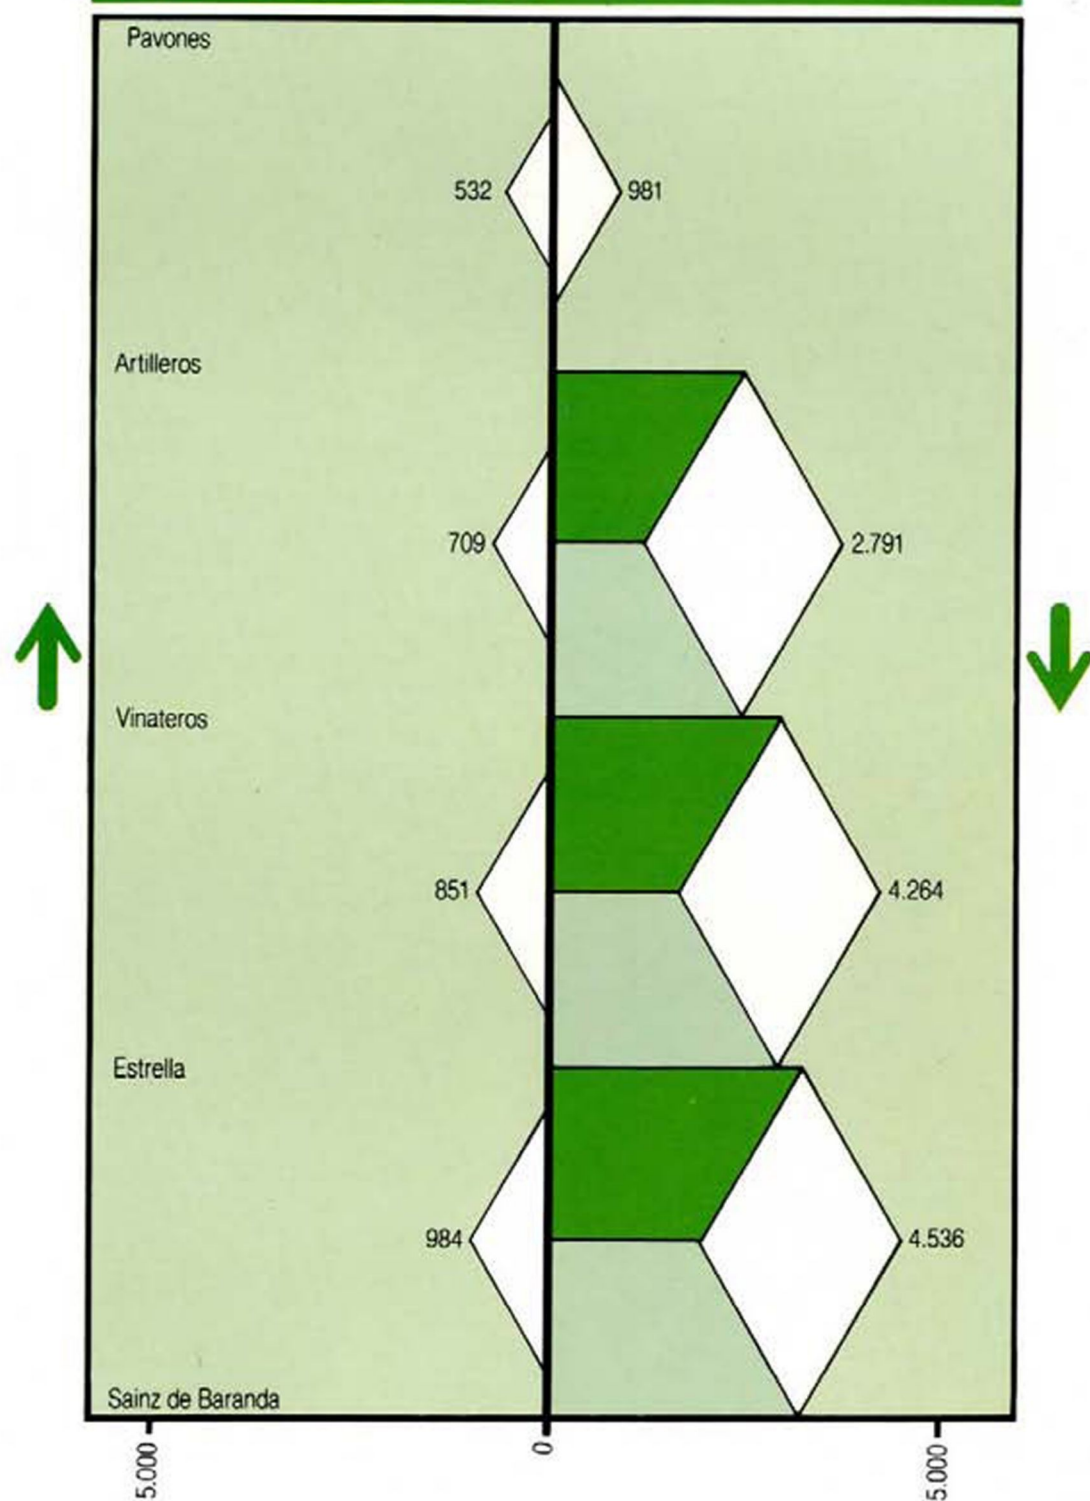 Pavones
532 981
Artilleros
709 2.791
Vinateros
851 4.264
Estrella
984 4.536
Sainz de Baranda
5.000 0 5.000